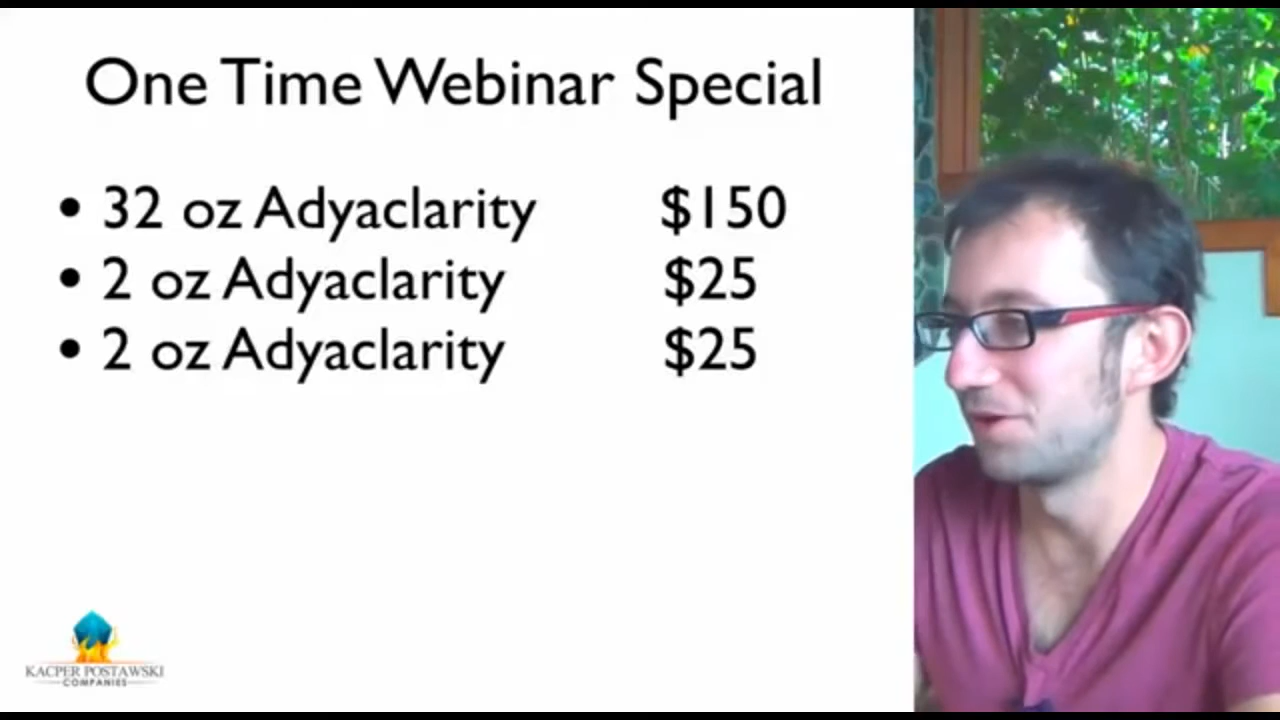 One Time Webinar Special
• 32 oz Adyaclarity $150
• 2 oz Adyaclarity $25
• 2 oz Adyaclarity $25
KACPER POSTAWSKI
COMPANIES